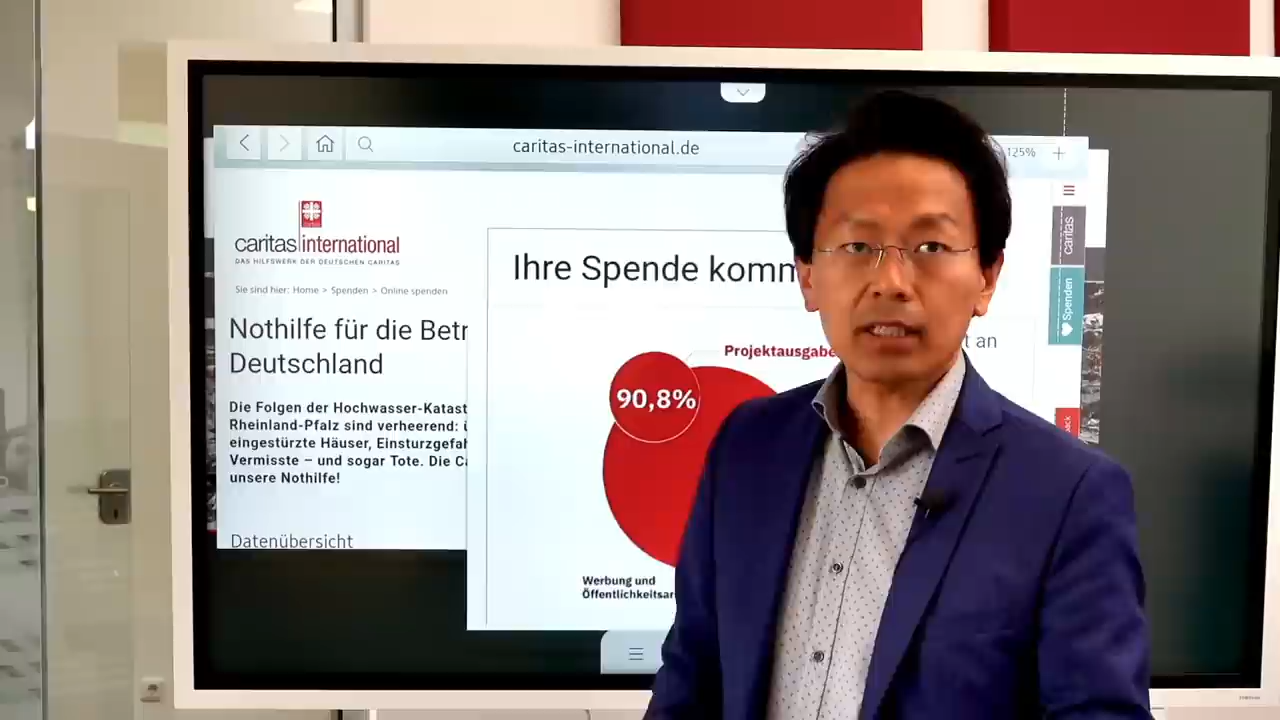 caritas-international.de
125%
caritas international
DAS HILFSWERK DER DEUTSCHEN CARITAS
Sie sind hier: Home > Spenden > Online spenden
Nothilfe für die Betr
Deutschland
Die Folgen der Hochwasser-Katast
Rheinland-Pfalz sind verheerend: ü
eingestürzte Häuser, Einsturzgefah
Vermisste – und sogar Tote. Die Ca
unsere Nothilfe!
Datenübersicht
Ihre Spende komm
t an
Projektausgabe
90,8%
Werbung und
Öffentlichkeitsar
caritas
Spenden